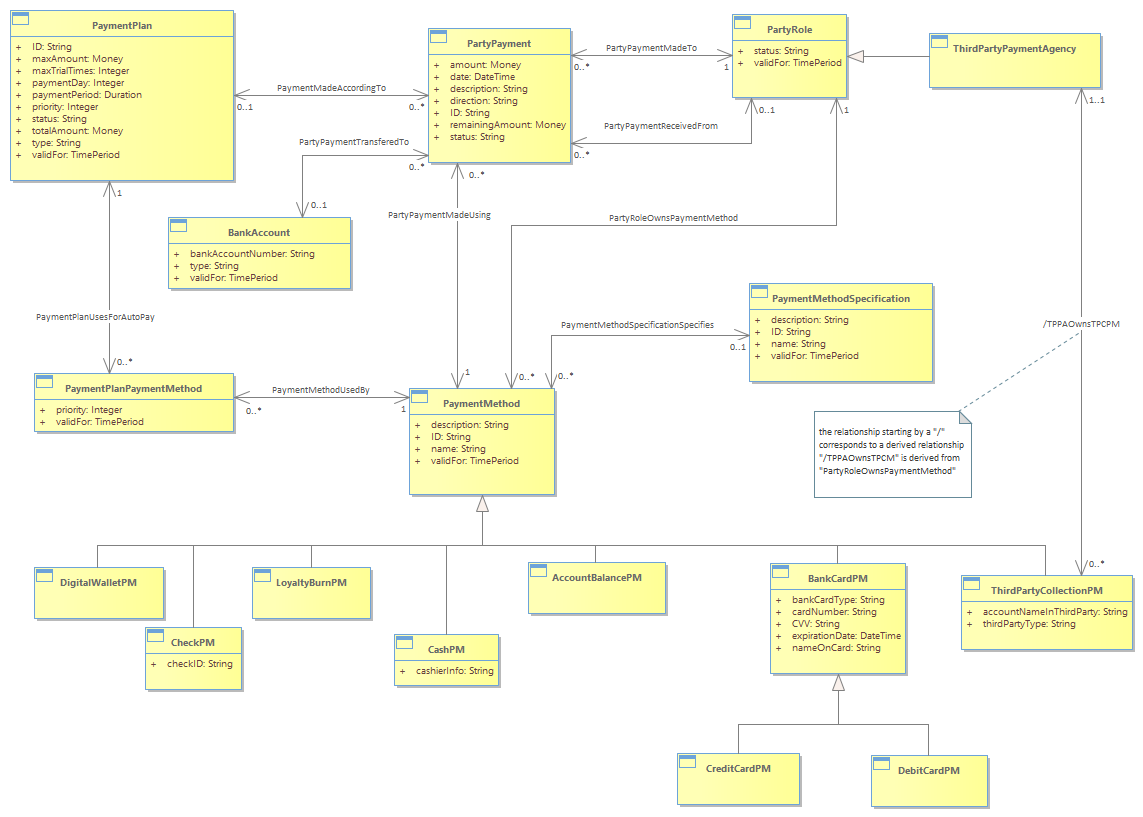 PaymentPlan
+ ID: String
+ maxAmount: Money
+ maxTrialTimes: Integer
+ paymentDay: Integer
+ paymentPeriod: Duration
+ priority: Integer
+ status: String
+ totalAmount: Money
+ type: String
+ validFor: TimePeriod
PartyPayment
+ amount: Money
+ date: DateTime
+ description: String
+ direction: String
+ ID: String
+ remainingAmount: Money
+ status: String
PartyRole
+ status: String
+ validFor: TimePeriod
ThirdPartyPaymentAgency
PartyPaymentMadeTo
0..*
1
PaymentMadeAccordingTo
0..1
0..*
PartyPaymentReceivedFrom
0..1
0..*
1
1..1
PartyPaymentTransferedTo
0..*
0..1
0..*
1
BankAccount
+ bankAccountNumber: String
+ type: String
+ validFor: TimePeriod
PartyPaymentMadeUsing
PartyRoleOwnsPaymentMethod
PaymentPlanUsesForAutoPay
PaymentMethodSpecification
+ description: String
+ ID: String
+ name: String
+ validFor: TimePeriod
PaymentMethodSpecificationSpecifies
0..1
/TPPAOwnsTPCPM
0..*
1
0..*
0..*
PaymentPlanPaymentMethod
+ priority: Integer
+ validFor: TimePeriod
PaymentMethodUsedBy
0..*
1
PaymentMethod
+ description: String
+ ID: String
+ name: String
+ validFor: TimePeriod
the relationship starting by a "/"
corresponds to a derived relationship
"/TPPAOwnsTPCM" is derived from
"PartyRoleOwnsPaymentMethod"
0..*
DigitalWalletPM
CheckPM
+ checkID: String
LoyaltyBurnPM
CashPM
+ cashierInfo: String
AccountBalancePM
BankCardPM
+ bankCardType: String
+ cardNumber: String
+ CVV: String
+ expirationDate: DateTime
+ nameOnCard: String
ThirdPartyCollectionPM
+ accountNameInThirdParty: String
+ thirdPartyType: String
CreditCardPM
DebitCardPM